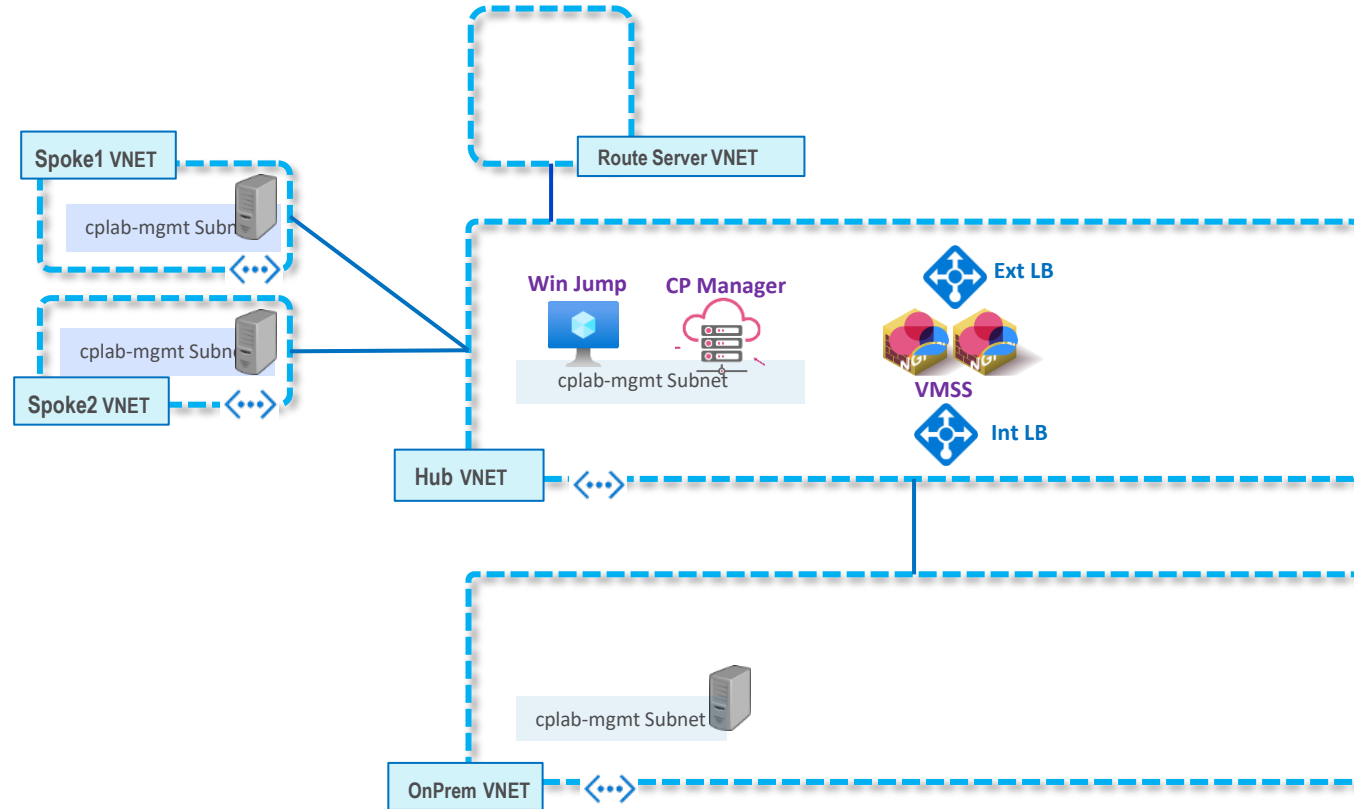 Route Server VNET
Spoke1 VNET
cplab-mgmt Subn
cplab-mgmt Subne
Spoke2 VNET
Win Jump
CP Manager
cplab-mgmt Subnet
Ext LB
VMSS
Int LB
Hub VNET
cplab-mgmt Subnet
OnPrem VNET